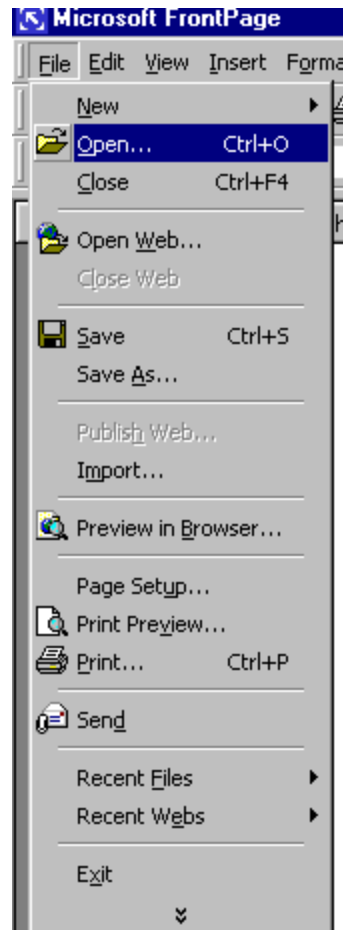 Microsoft FrontPage
File Edit View Insert Forma
New
Open... Ctrl+O
Close Ctrl+F4
Open Web...
Close Web
Save Ctrl+S
Save As...
Publish Web...
Import...
Preview in Browser...
Page Setup...
Print Preview...
Print... Ctrl+P
Send
Recent Files
Recent Webs
Exit